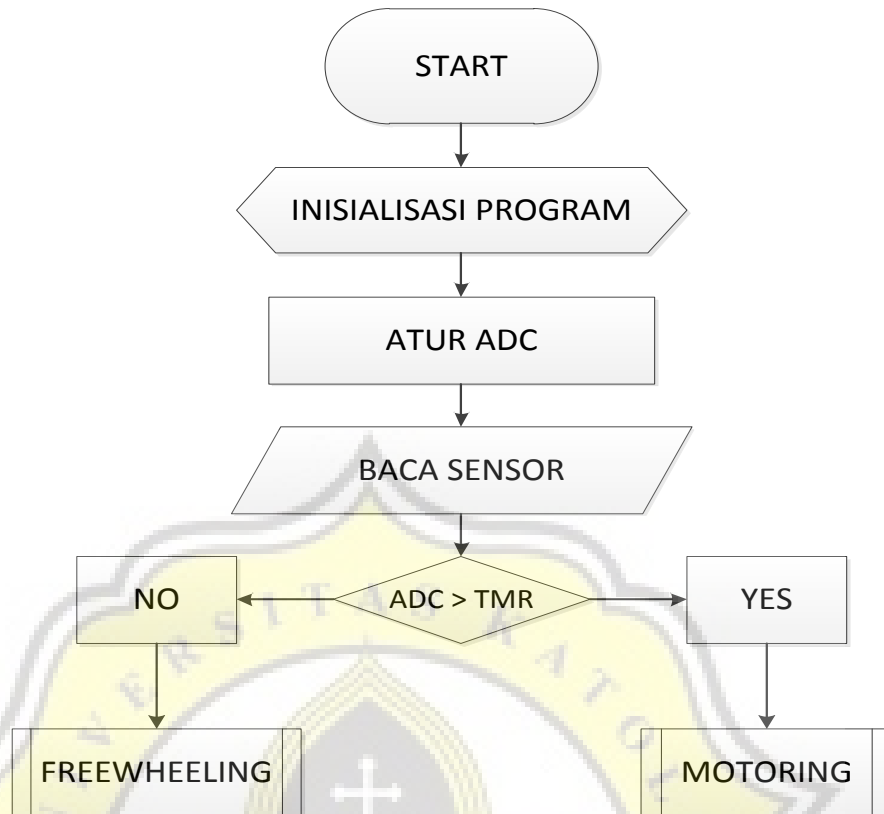 START
INISIALISASI PROGRAM
ATUR ADC
BACA SENSOR
NO
ADC > TMR
YES
FREEWHEELING
MOTORING